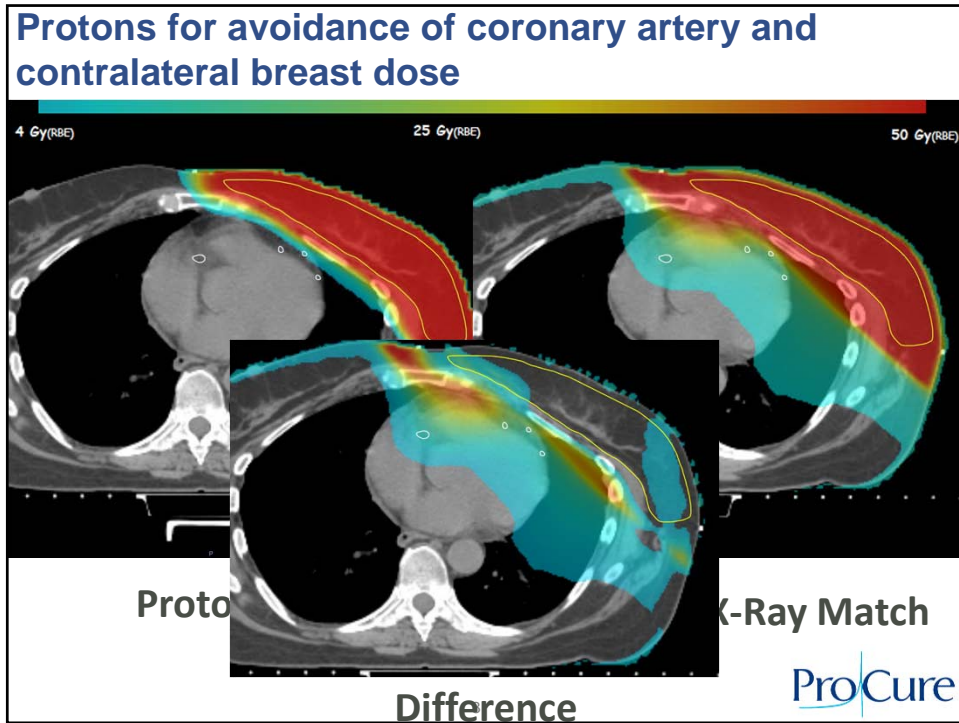 Protons for avoidance of coronary artery and
contralateral breast dose
4 Gy(RBE) 25 Gy(RBE) 50 Gy(RBE)
Proto
X-Ray Match
Difference
ProCure